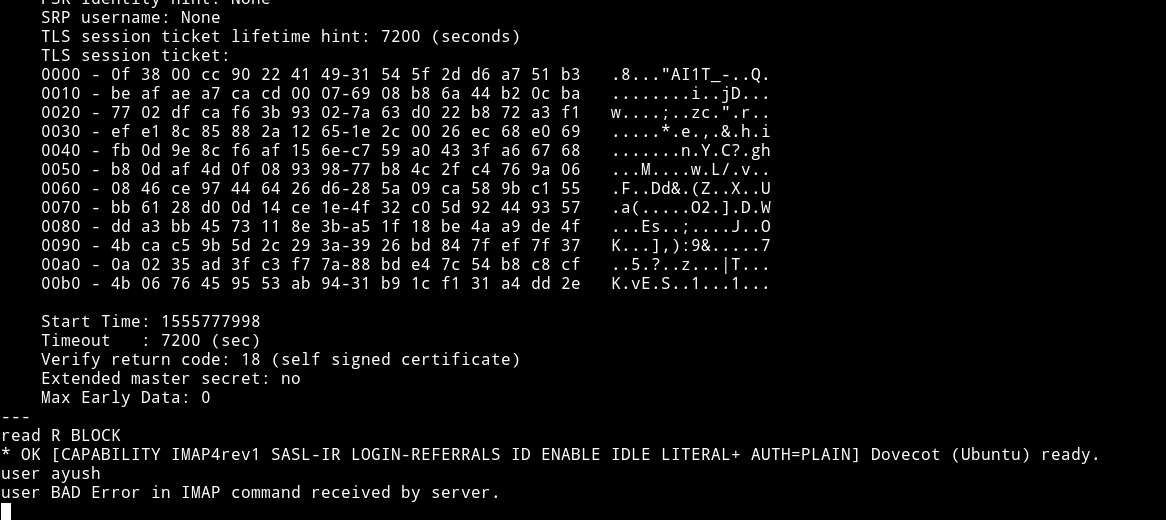 PSK identity hint: None
SRP username: None
TLS session ticket lifetime hint: 7200 (seconds)
TLS session ticket:
0000 - 0f 38 00 cc 90 22 41 49-31 54 5f 2d d6 a7 51 b3   .8..."AI1T_-..Q.
0010 - be af ae a7 ca cd 00 07-69 08 b8 6a 44 b2 0c ba   ........i..jD...
0020 - 77 02 df ca f6 3b 93 02-7a 63 d0 22 b8 72 a3 f1   w....;..zc.".r..
0030 - ef e1 8c 85 88 2a 12 65-1e 2c 00 26 ec 68 e0 69   .....*.e.,.&.h.i
0040 - fb 0d 9e 8c f6 af 15 6e-c7 59 a0 43 3f a6 67 68   .......n.Y.C?.gh
0050 - b8 0d af 4d 0f 08 93 98-77 b8 4c 2f c4 76 9a 06   ...M....w.L/.v..
0060 - 08 46 ce 97 44 64 26 d6-28 5a 09 ca 58 9b c1 55   .F..Dd&.(Z..X..U
0070 - bb 61 28 d0 0d 14 ce 1e-4f 32 c0 5d 92 44 93 57   .a(.....O2.].D.W
0080 - dd a3 bb 45 73 11 8e 3b-a5 1f 18 be 4a a9 de 4f   ...Es..;....J..O
0090 - 4b ca c5 9b 5d 2c 29 3a-39 26 bd 84 7f ef 7f 37   K...],):9&.....7
00a0 - 0a 02 35 ad 3f c3 f7 7a-88 bd e4 7c 54 b8 c8 cf   ..5.?..z...|T...
00b0 - 4b 06 76 45 95 53 ab 94-31 b9 1c f1 31 a4 dd 2e   K.vE.S..1...1...
Start Time: 1555777998
Timeout   : 7200 (sec)
Verify return code: 18 (self signed certificate)
Extended master secret: no
Max Early Data: 0
---
read R BLOCK
* OK [CAPABILITY IMAP4rev1 SASL-IR LOGIN-REFERRALS ID ENABLE IDLE LITERAL+ AUTH=PLAIN] Dovecot (Ubuntu) ready.
user ayush
user BAD Error in IMAP command received by server.